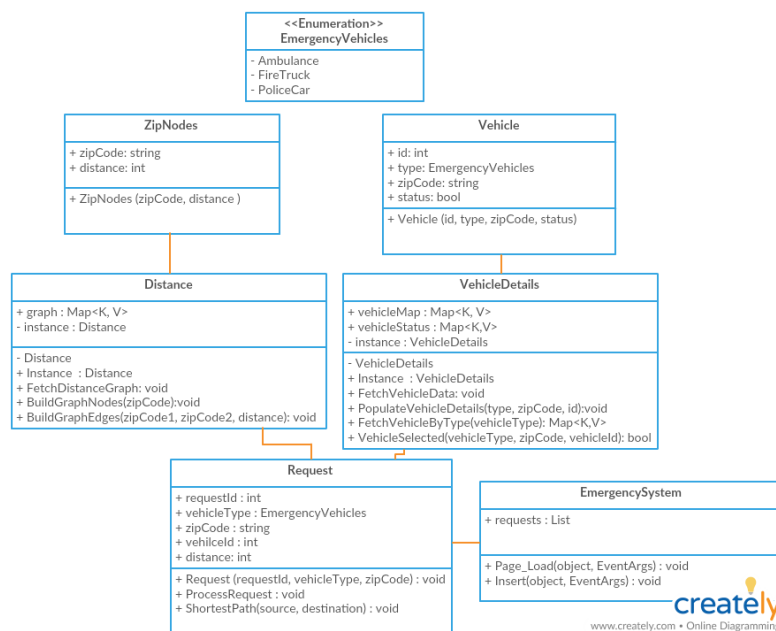 <<Enumeration>>
EmergencyVehicles
- Ambulance
- FireTruck
- PoliceCar
ZipNodes
+ zipCode: string
+ distance: int
+ ZipNodes (zipCode, distance )
Vehicle
+ id: int
+ type: EmergencyVehicles
+ zipCode: string
+ status: bool
+ Vehicle (id, type, zipCode, status)
Distance
+ graph : Map<K, V>
- instance : Distance
- Distance
+ Instance : Distance
+ FetchDistanceGraph: void
+ BuildGraphNodes(zipCode):void
+ BuildGraphEdges(zipCode1, zipCode2, distance): void
VehicleDetails
+ vehicleMap : Map<K, V>
+ vehicleStatus : Map<K,V>
- instance : VehicleDetails
- VehicleDetails
+ Instance : VehicleDetails
+ FetchVehicleData: void
+ PopulateVehicleDetails(type, zipCode, id):void
+ FetchVehicleByType(vehicleType): Map<K,V>
+ VehicleSelected(vehicleType, zipCode, vehicleId): bool
Request
+ requestId : int
+ vehicleType : EmergencyVehicles
+ zipCode : string
+ vehilceId : int
+ distance: int
+ Request (requestId, vehicleType, zipCode) : void
+ ProcessRequest : void
+ ShortestPath(source, destination) : void
EmergencySystem
+ requests : List
+ Page_Load(object, EventArgs) : void
+ Insert(object, EventArgs) : void
creately
www.creately.com • Online Diagramming